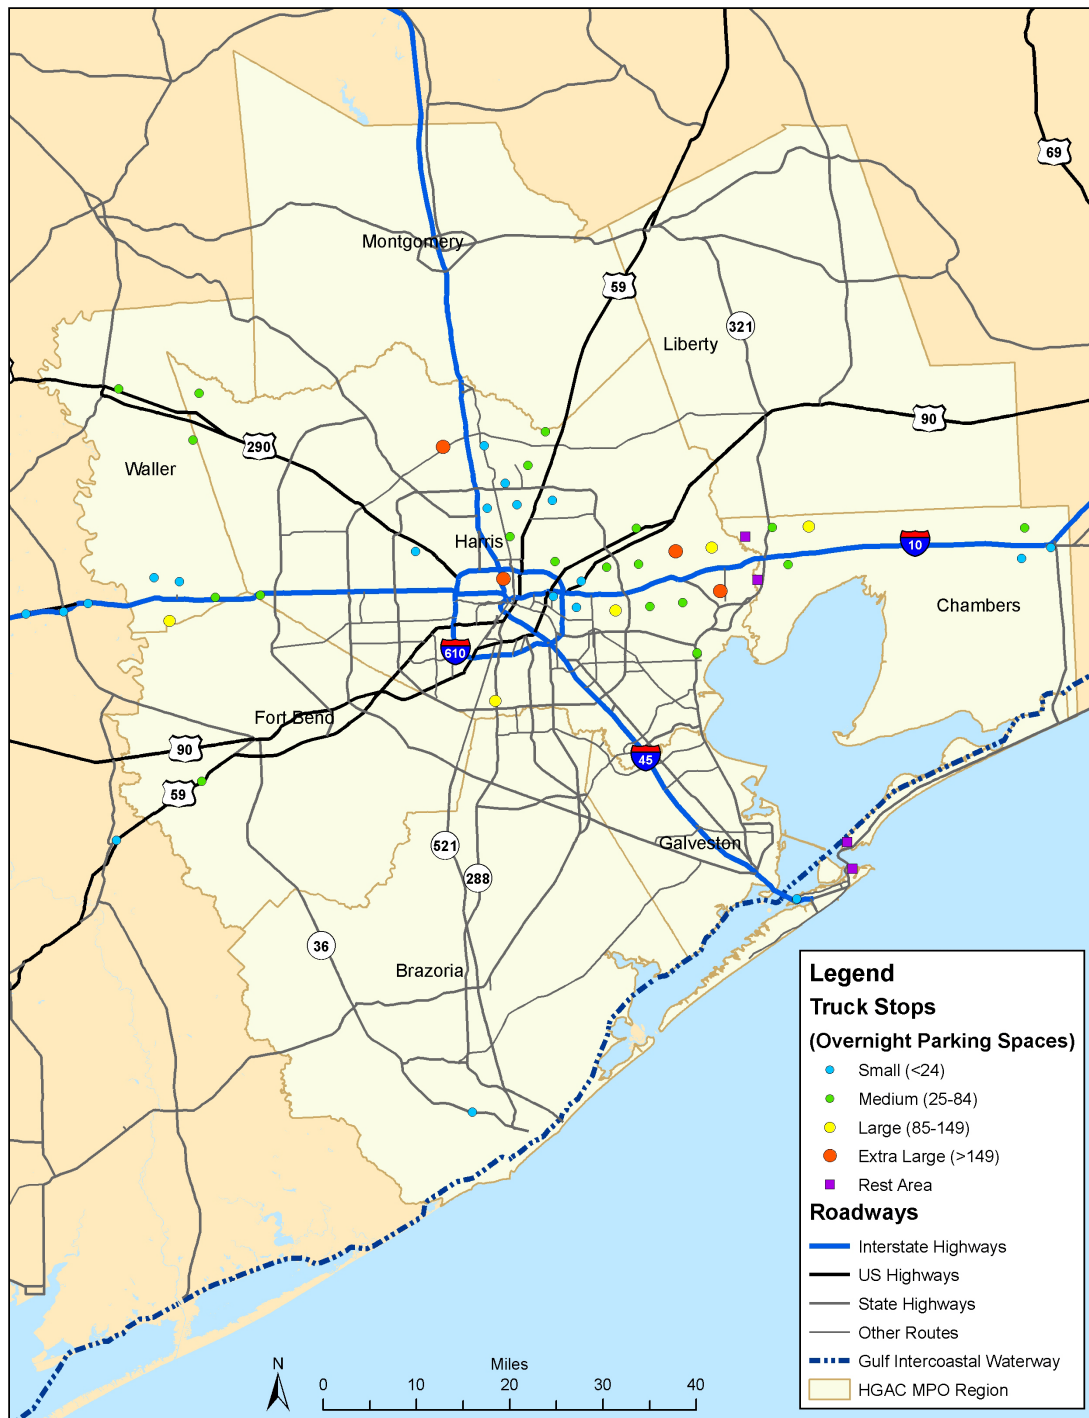 69
Montgomery
59
321
Liberty
90
290
Waller
Harris
10
Chambers
610
Fort Bend
90
45
59
521
Galveston
288
36
Brazoria
Legend
Truck Stops
(Overnight Parking Spaces)
Small (<24)
Medium (25-84)
Large (85-149)
Extra Large (>149)
Rest Area
Roadways
Interstate Highways
US Highways
State Highways
Other Routes
Gulf Intercoastal Waterway
HGAC MPO Region
N
Miles
0 10 20 30 40